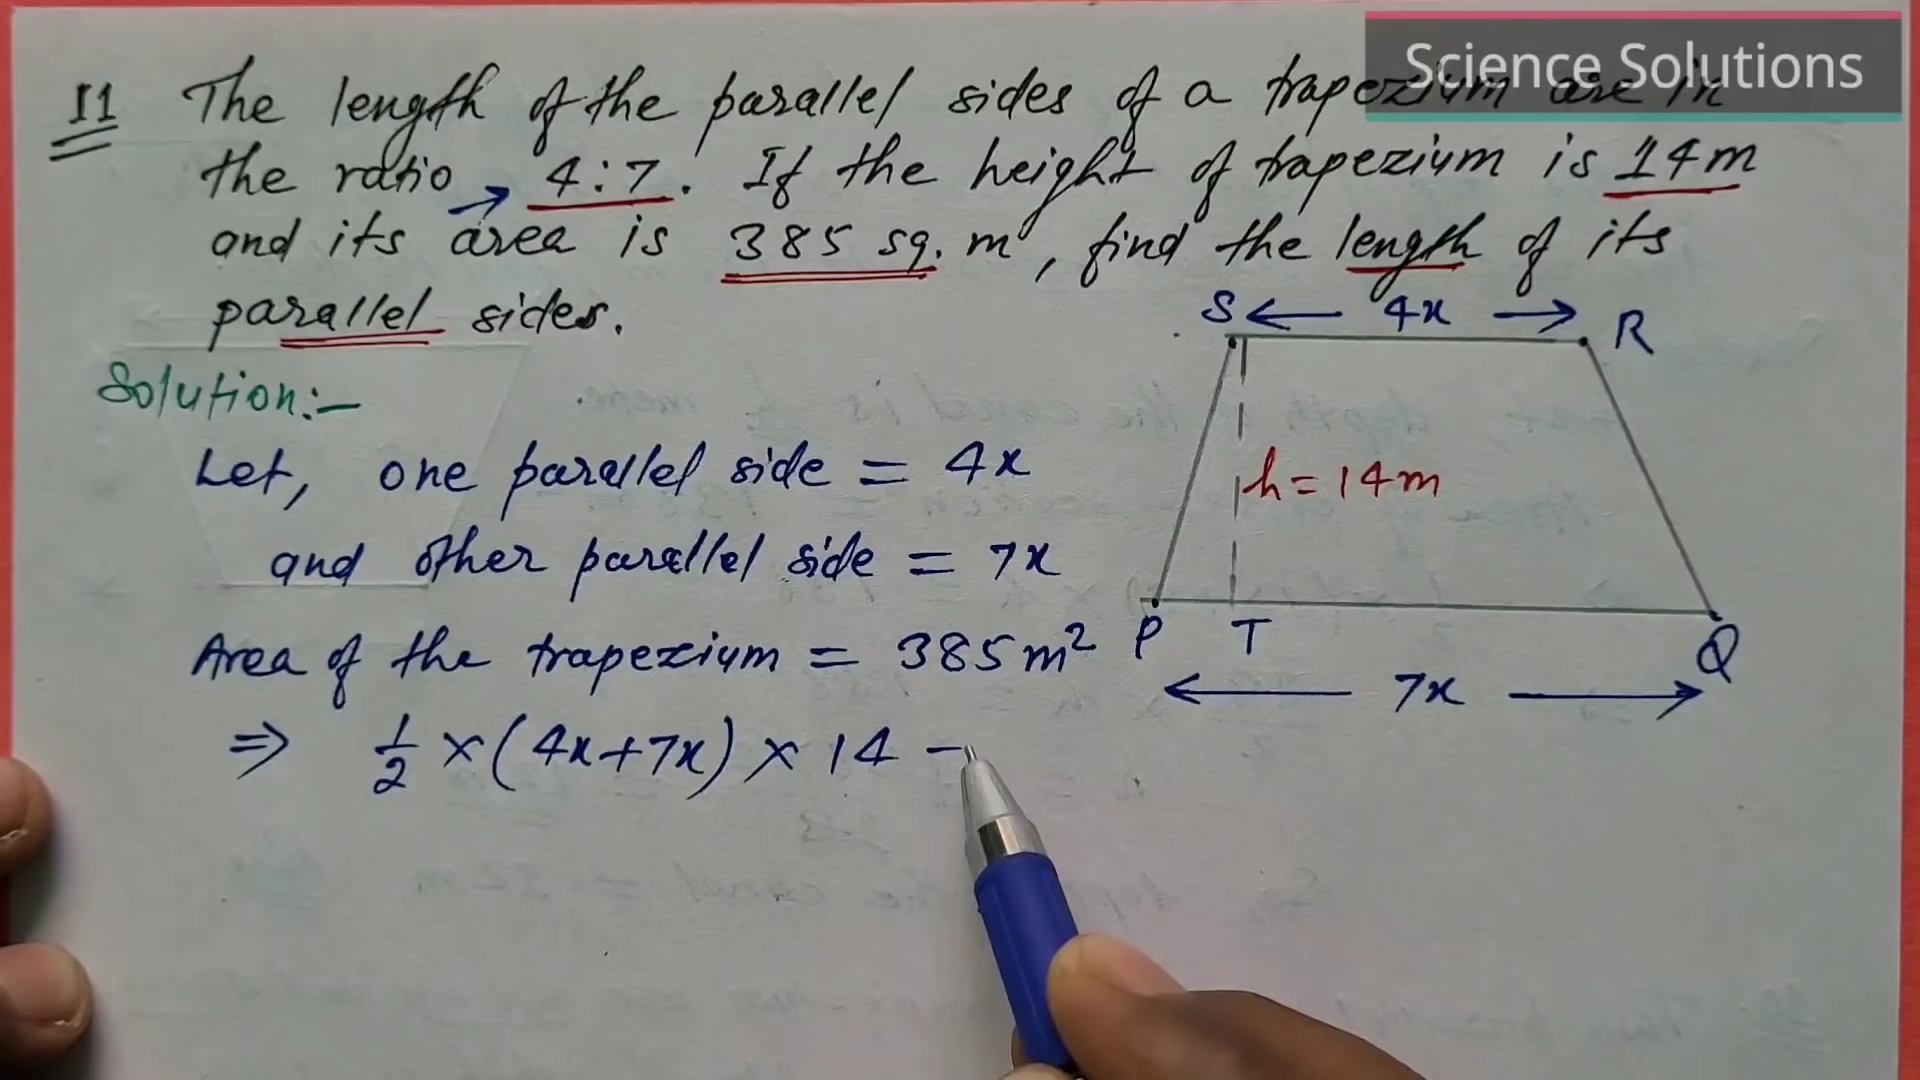 Science Solutions
11 The length of the parallel sides of a trapezium are in
the ratio 4:7. If the height of trapezium is 14m
and its area is 385 sq. m, find the length of its
parallel sides.
S 4x R
Solution:-
Let, one parallel side = 4x
h = 14m
and other parallel side = 7x
P T Q
Area of the trapezium = 385m²
7x
⇒ 1/2 × (4x+7x) × 14 =